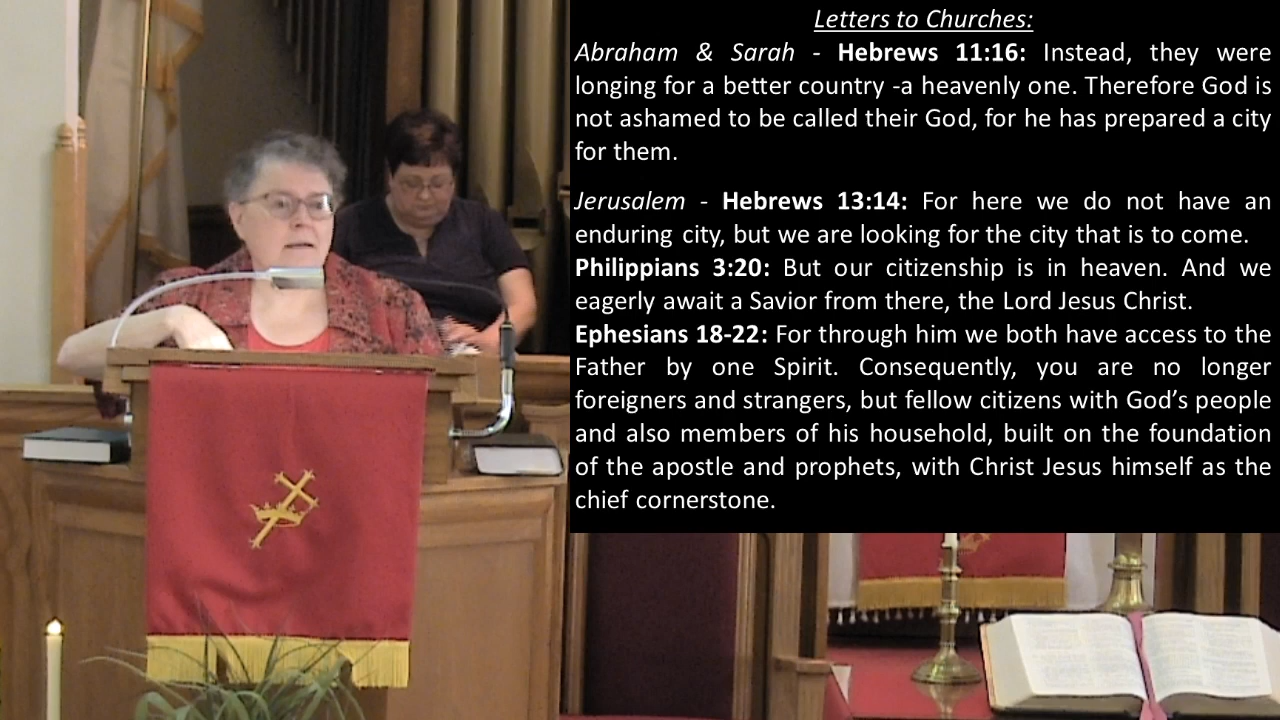 Letters to Churches:
Abraham & Sarah - Hebrews 11:16: Instead, they were
longing for a better country -a heavenly one. Therefore God is
not ashamed to be called their God, for he has prepared a city
for them.
Jerusalem - Hebrews 13:14: For here we do not have an
enduring city, but we are looking for the city that is to come.
Philippians 3:20: But our citizenship is in heaven. And we
eagerly await a Savior from there, the Lord Jesus Christ.
Ephesians 18-22: For through him we both have access to the
Father by one Spirit. Consequently, you are no longer
foreigners and strangers, but fellow citizens with God’s people
and also members of his household, built on the foundation
of the apostle and prophets, with Christ Jesus himself as the
chief cornerstone.